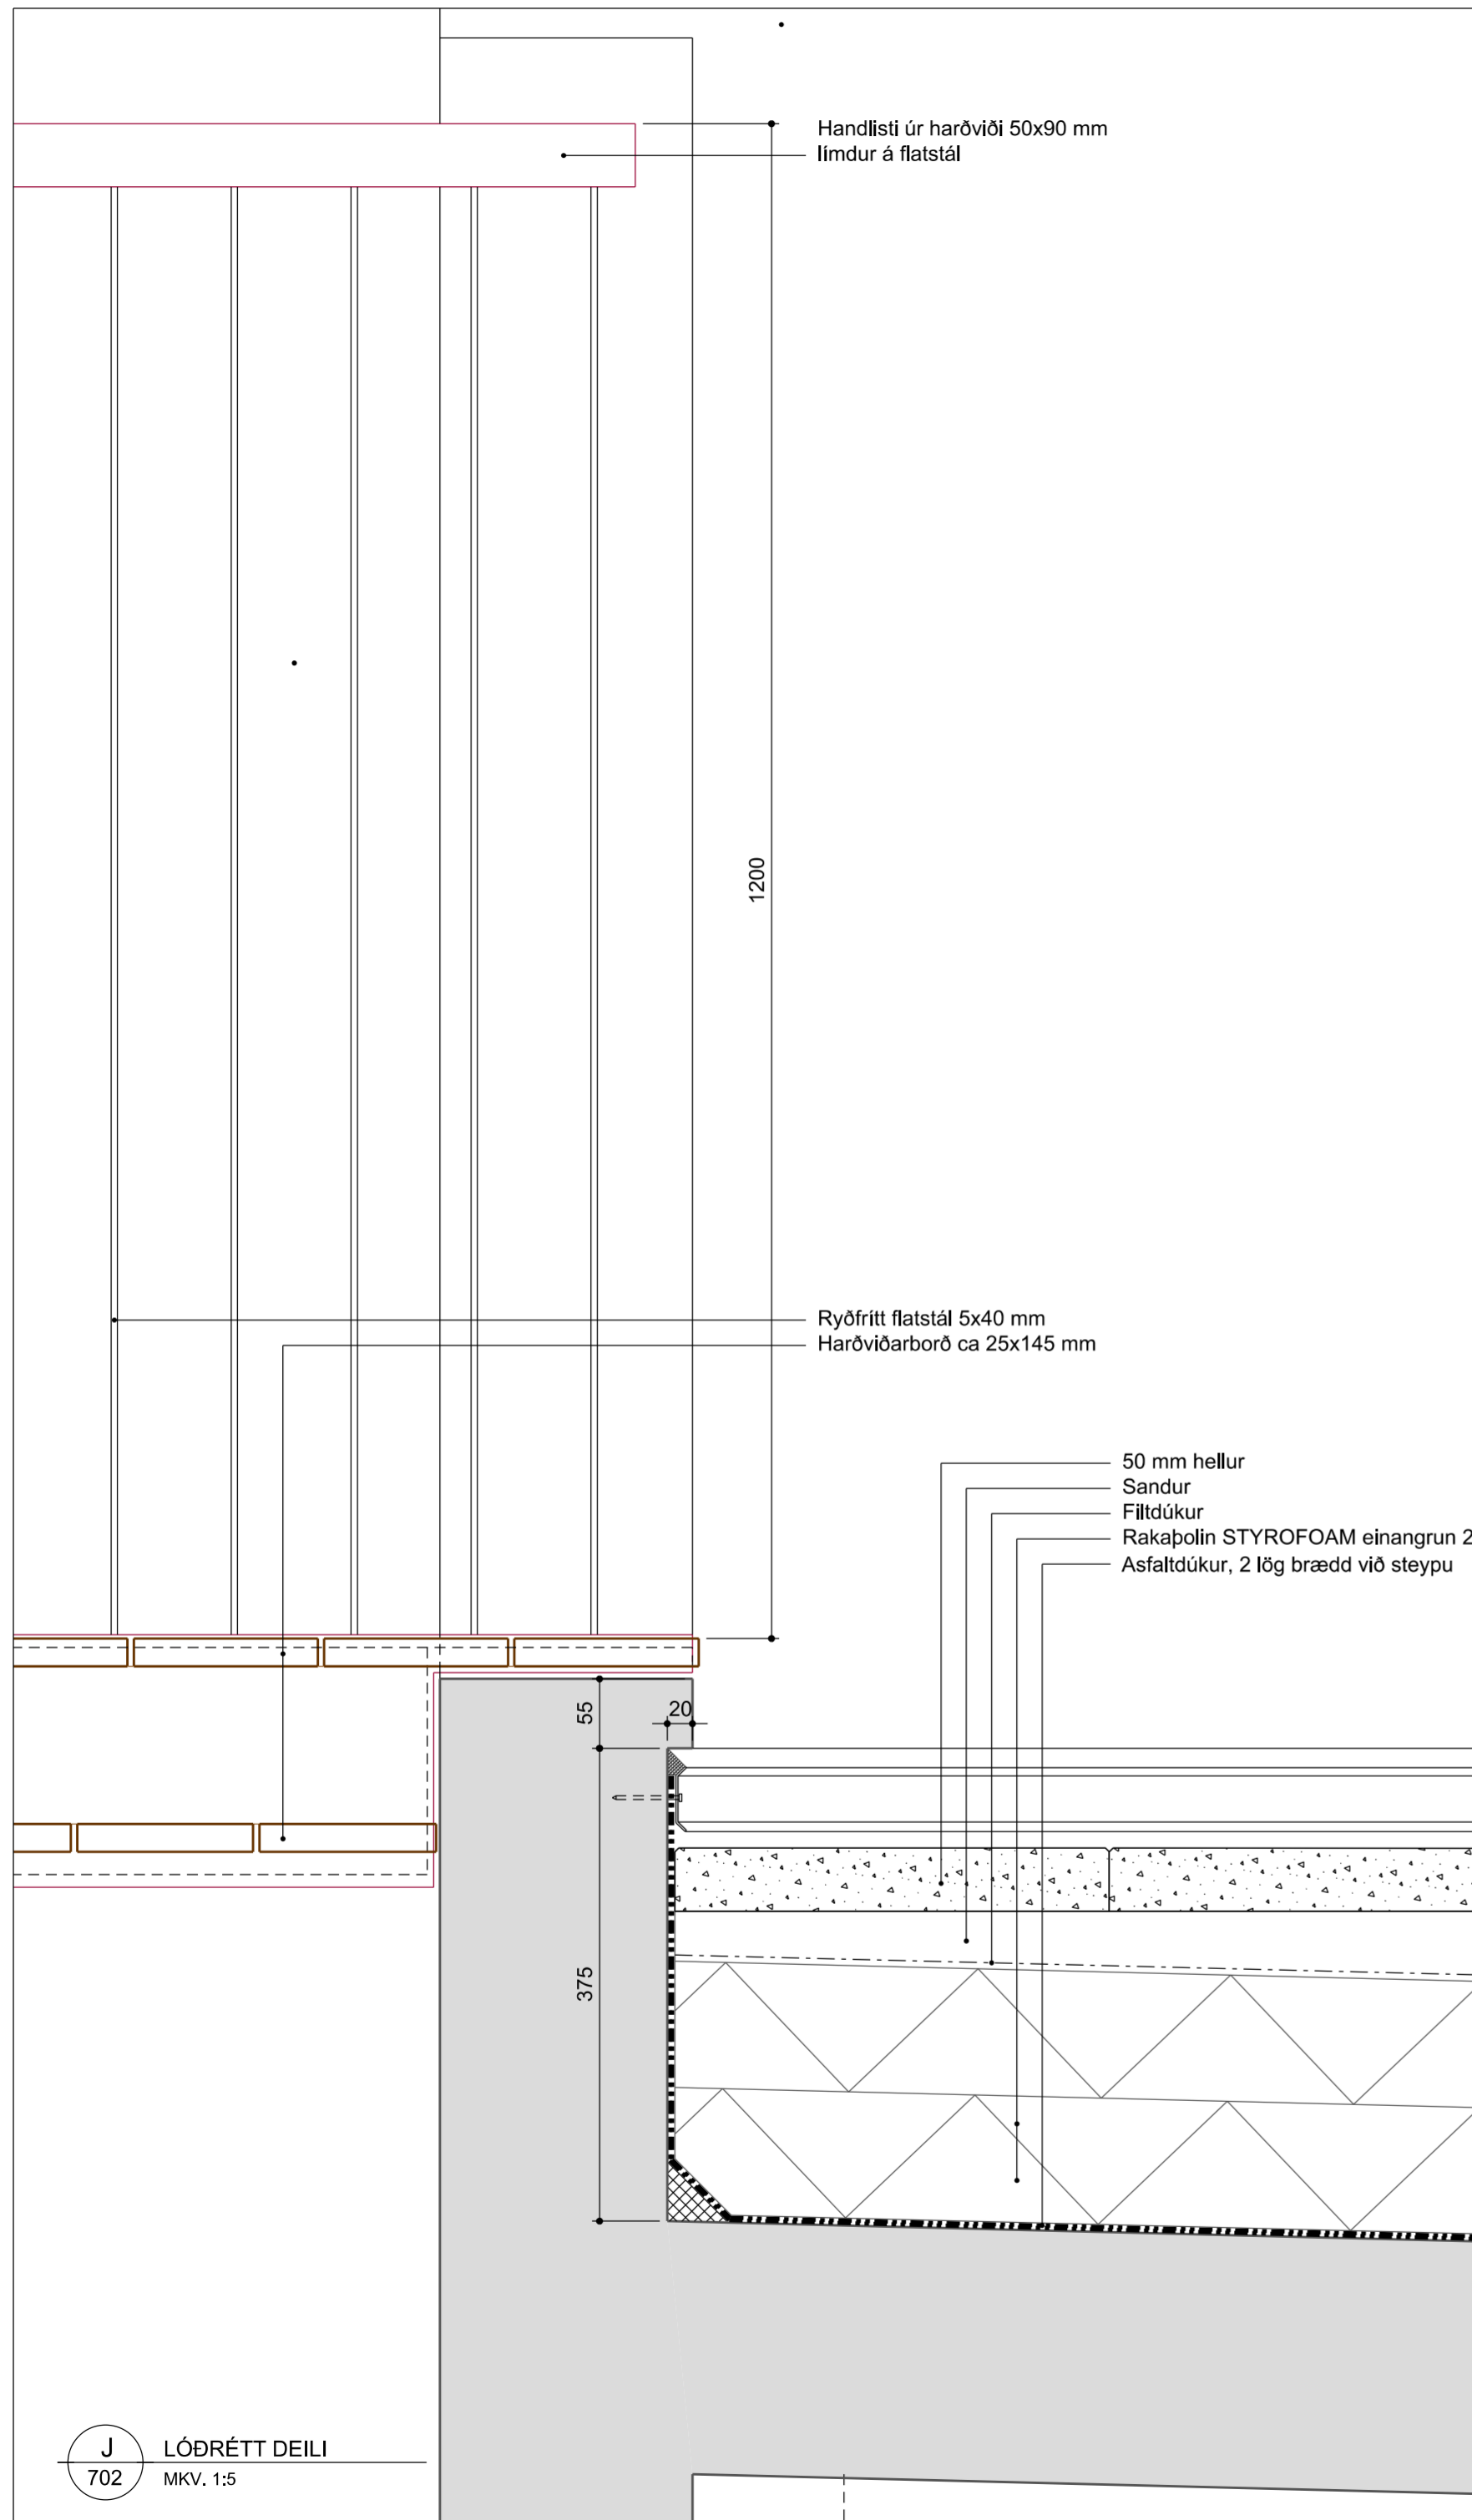 Handlisti úr harðviði 50x90 mm
límdur á flatstál
1200
Ryðfrítt flatstál 5x40 mm
Harðviðarborð ca 25x145 mm
50 mm hellur
Sandur
Filtdúkur
Rakaþolin STYROFOAM einangrun 2
Asfaltdúkur, 2 lög brædd við steypu
55
20
375
J
702
LÓÐRÉTT DEILI
MKV. 1:5